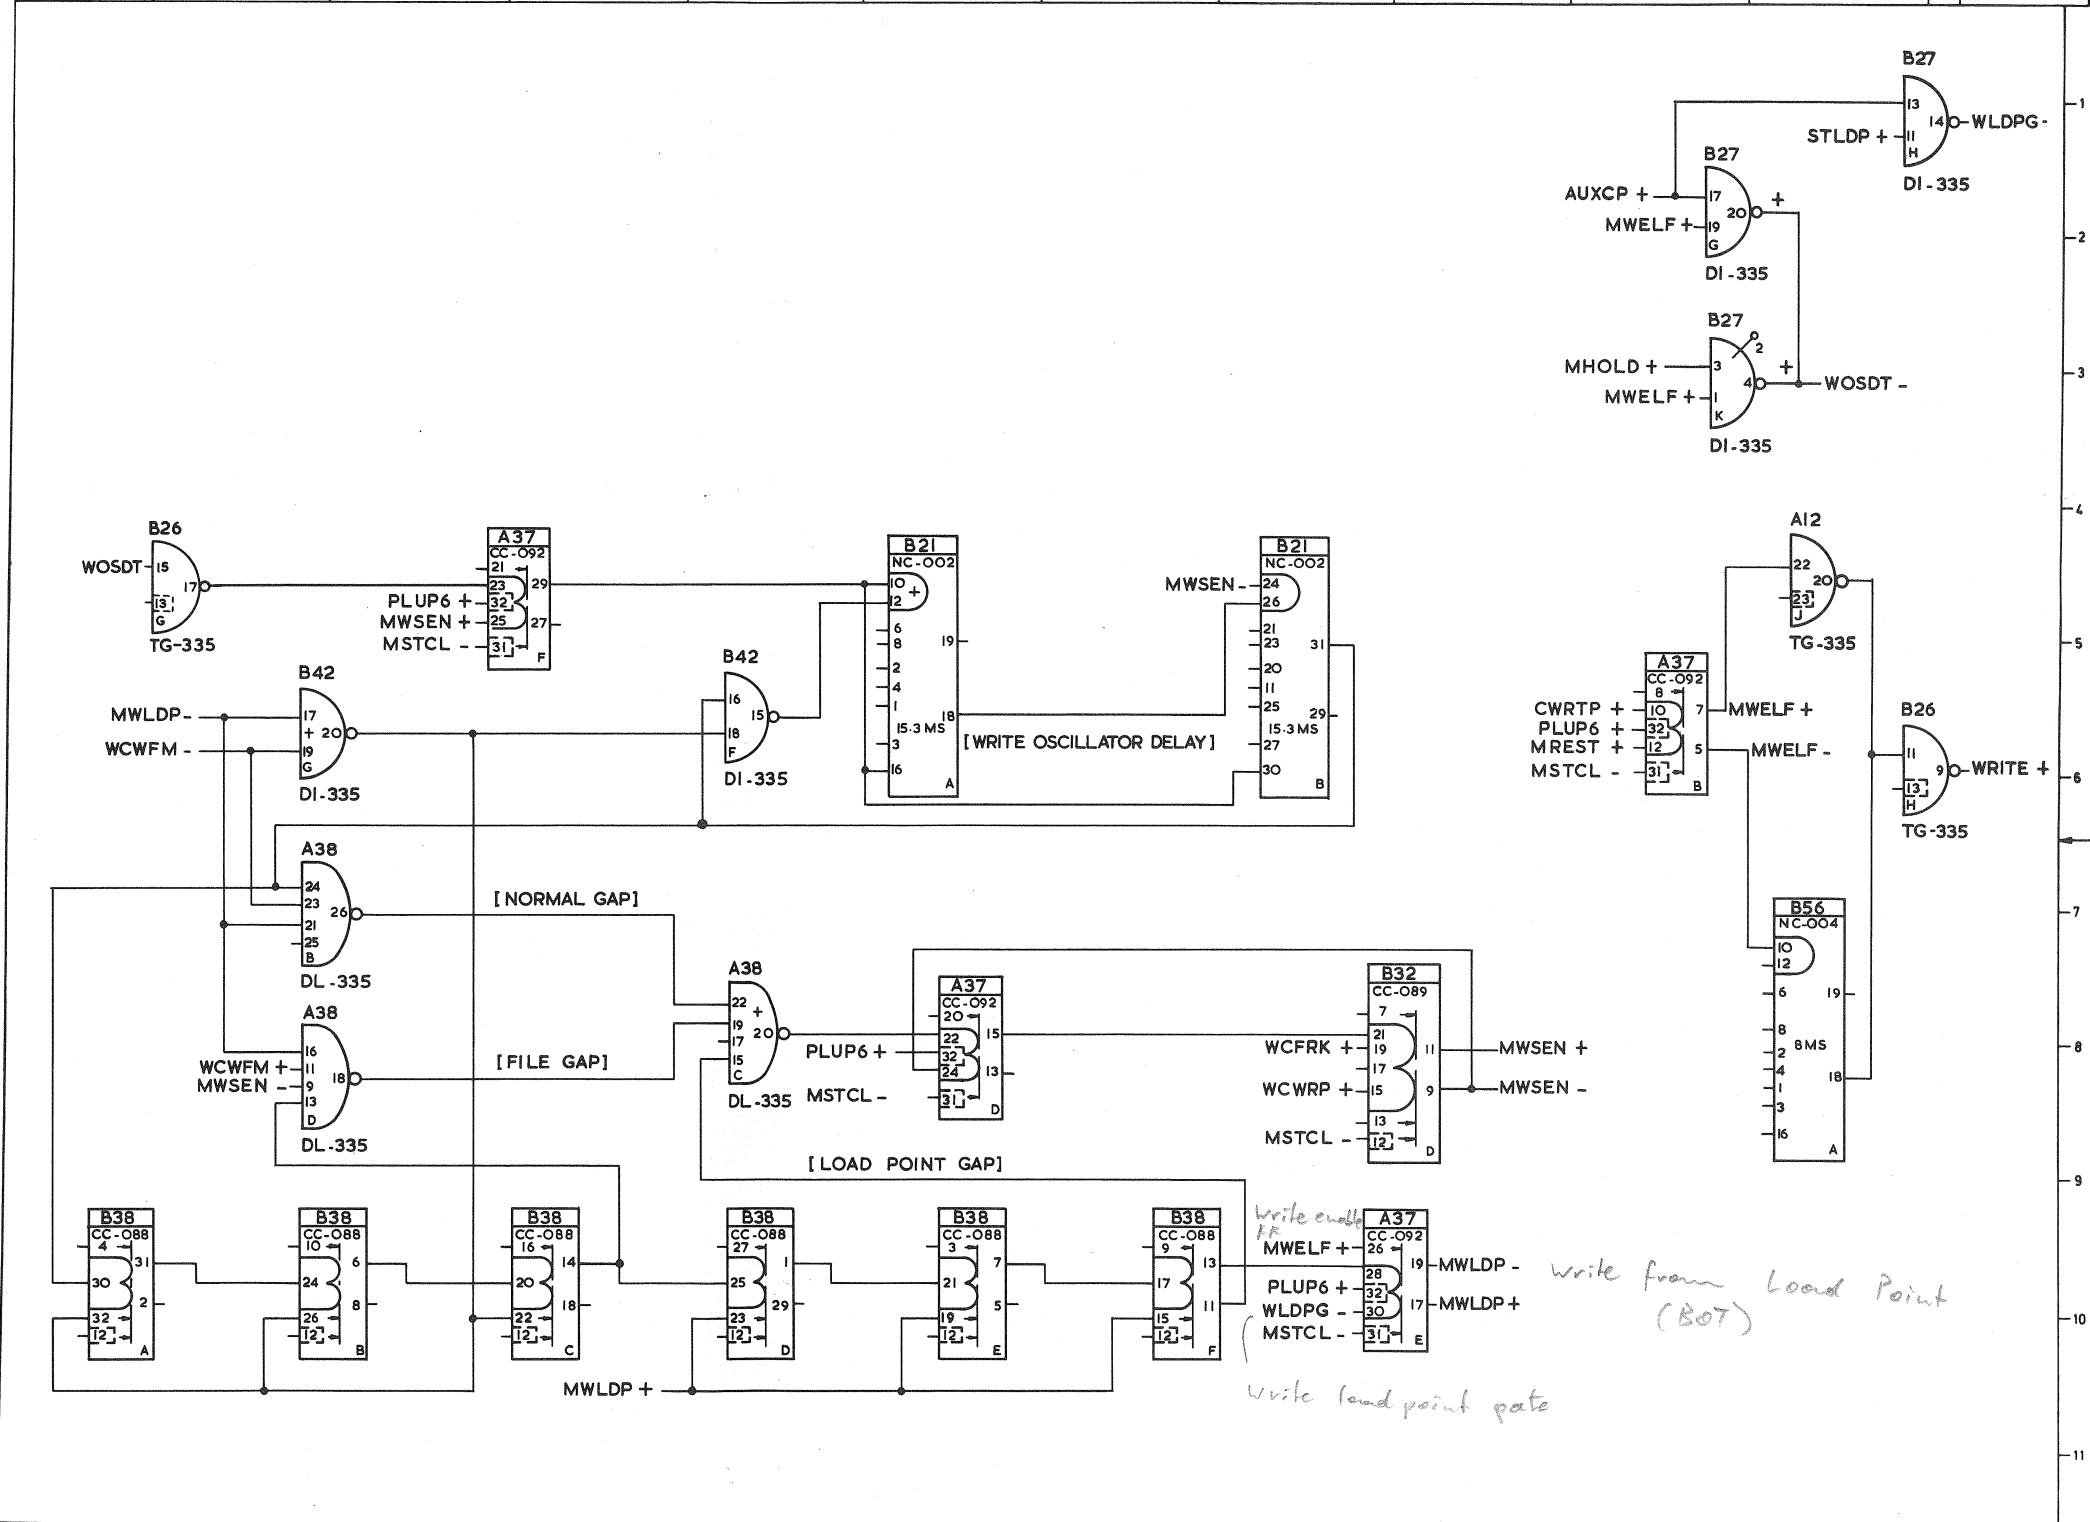 B27
13
14
WLDPG-
STLDP +
11
H
DI-335
1
B27
AUXCP +
17
20
+
MWELF +
19
G
DI-335
2
B27
2
MHOLD +
3
+
4
WOSDT -
MWELF +
1
K
DI-335
3
4
B26
WOSDT-
15
17
13
G
TG-335
A37
CC-092
21
23
29
PLUP6 +
32
MWSEN +
25
27
MSTCL -
31
F
B21
NC-002
10
+
12
6
8
19
2
4
1
18
15.3 MS
3
16
A
[WRITE OSCILLATOR DELAY]
B21
NC-002
MWSEN -
24
26
21
23
31
20
11
25
29
15.3 MS
27
30
B
A12
22
20
23
J
TG-335
5
A37
CC-092
8
CWRTP +
10
7
MWELF +
PLUP6 +
32
MREST +
12
5
MWELF -
MSTCL -
31
B
B26
11
9
WRITE +
13
H
TG-335
6
B42
MWLDP-
17
+
20
WCWFM -
19
G
DI-335
B42
16
15
18
F
DI-335
A38
24
23
26
21
25
B
DL-335
[NORMAL GAP]
7
A38
16
WCWFM +
11
MWSEN -
9
18
13
D
DL-335
[FILE GAP]
A38
22
+
19
20
17
15
C
DL-335
A37
CC-092
20
22
15
PLUP6 +
32
24
13
MSTCL -
31
D
B32
CC-089
7
21
WCFRK +
19
11
MWSEN +
17
WCWRP +
15
9
MWSEN -
13
MSTCL -
12
D
8
B56
NC-004
10
12
6
19
8
2
8MS
4
18
1
3
16
A
[LOAD POINT GAP]
9
B38
CC-088
4
31
30
2
32
12
A
B38
CC-088
10
6
24
8
26
12
B
B38
CC-088
16
14
20
18
22
12
C
B38
CC-088
27
1
25
29
23
12
D
B38
CC-088
3
7
21
5
19
12
E
B38
CC-088
9
13
17
11
15
12
F
Write enable
FF
A37
CC-092
MWELF +
26
19
MWLDP -
28
PLUP6 +
32
17
MWLDP +
WLDPG -
30
MSTCL -
31
E
Write from Load Point
(BOT)
10
MWLDP +
Write load point gate
11